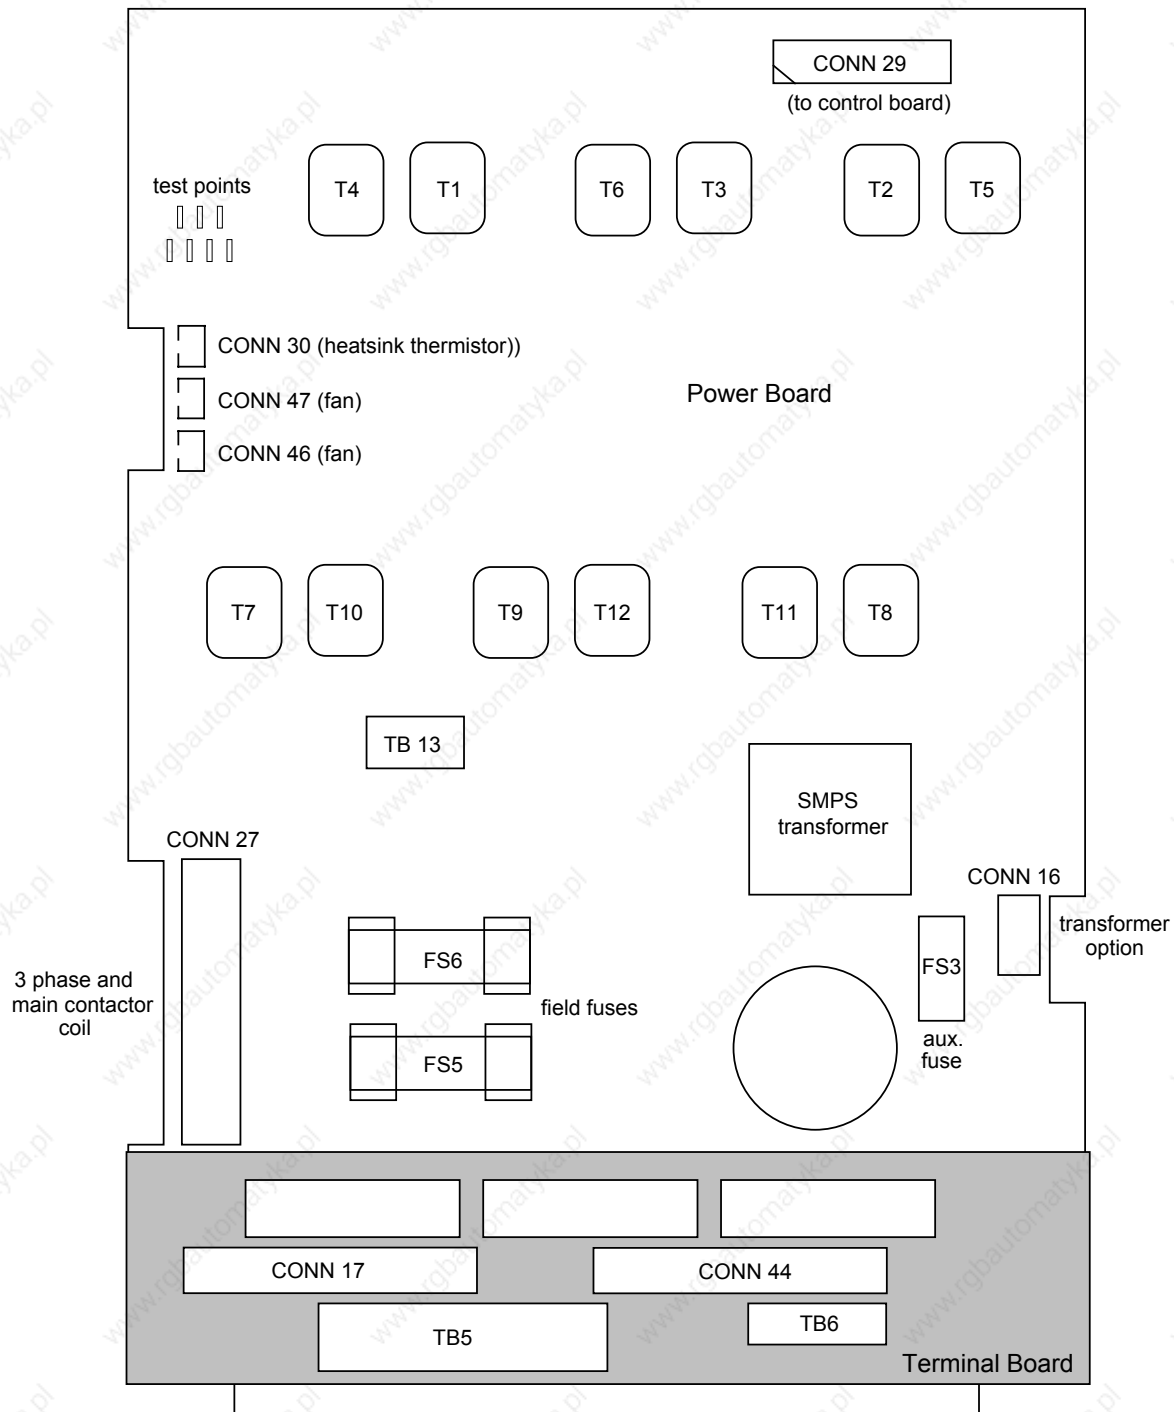 CONN 29
(to control board)
test points
T4
T1
T6
T3
T2
T5
CONN 30 (heatsink thermistor))
CONN 47 (fan)
CONN 46 (fan)
Power Board
T7
T10
T9
T12
T11
T8
TB 13
SMPS
transformer
CONN 27
CONN 16
transformer
option
FS6
FS3
3 phase and
main contactor
coil
field fuses
aux.
fuse
FS5
CONN 17
CONN 44
TB5
TB6
Terminal Board
www.rgbautomatyka.pl